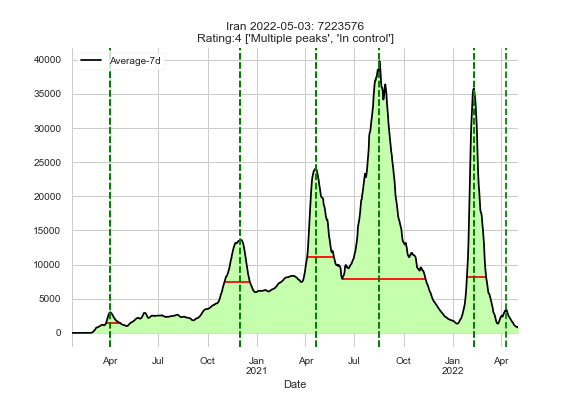 Iran 2022-05-03: 7223576
Rating:4 ['Multiple peaks', 'In control']
Average-7d
40000
35000
30000
25000
20000
15000
10000
5000
0
Apr Jul Oct Jan Apr Jul Oct Jan Apr
2021 2022
Date